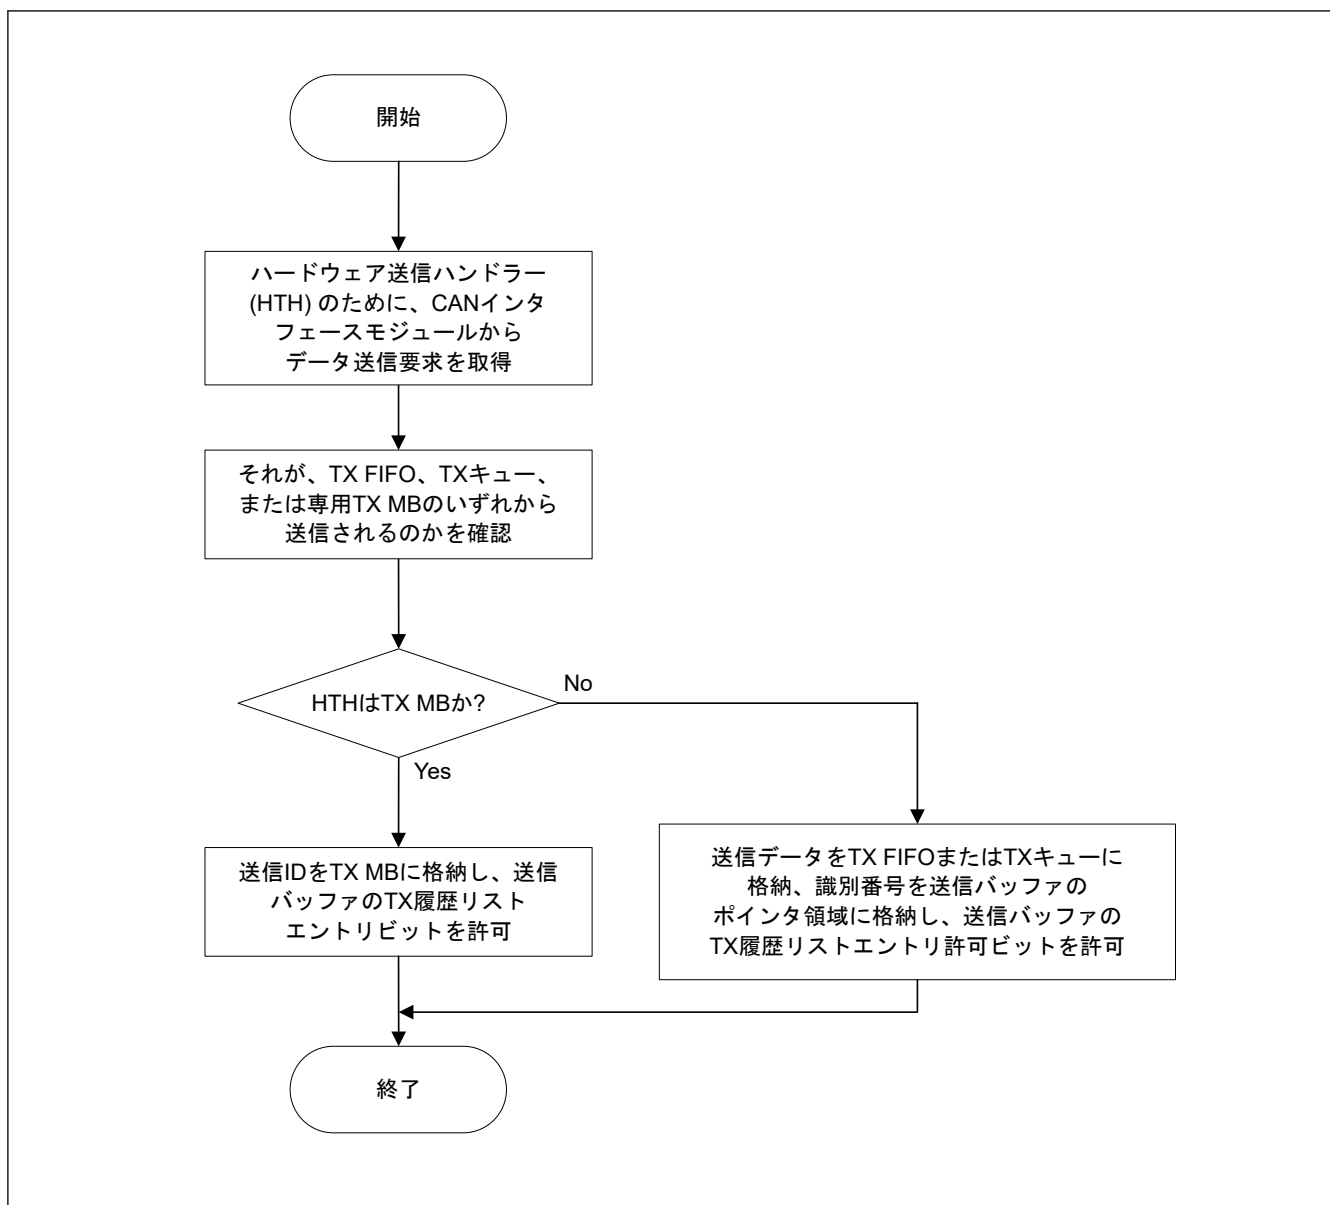 開始
ハードウェア送信ハンドラー
(HTH) のために、CANインタ
フェースモジュールから
データ送信要求を取得
それが、TX FIFO、TXキュー、
または専用TX MBのいずれから
送信されるのかを確認
HTHはTX MBか?
No
Yes
送信IDをTX MBに格納し、送信
バッファのTX履歴リスト
エントリビットを許可
送信データをTX FIFOまたはTXキューに
格納、識別番号を送信バッファの
ポインタ領域に格納し、送信バッファの
TX履歴リストエントリ許可ビットを許可
終了